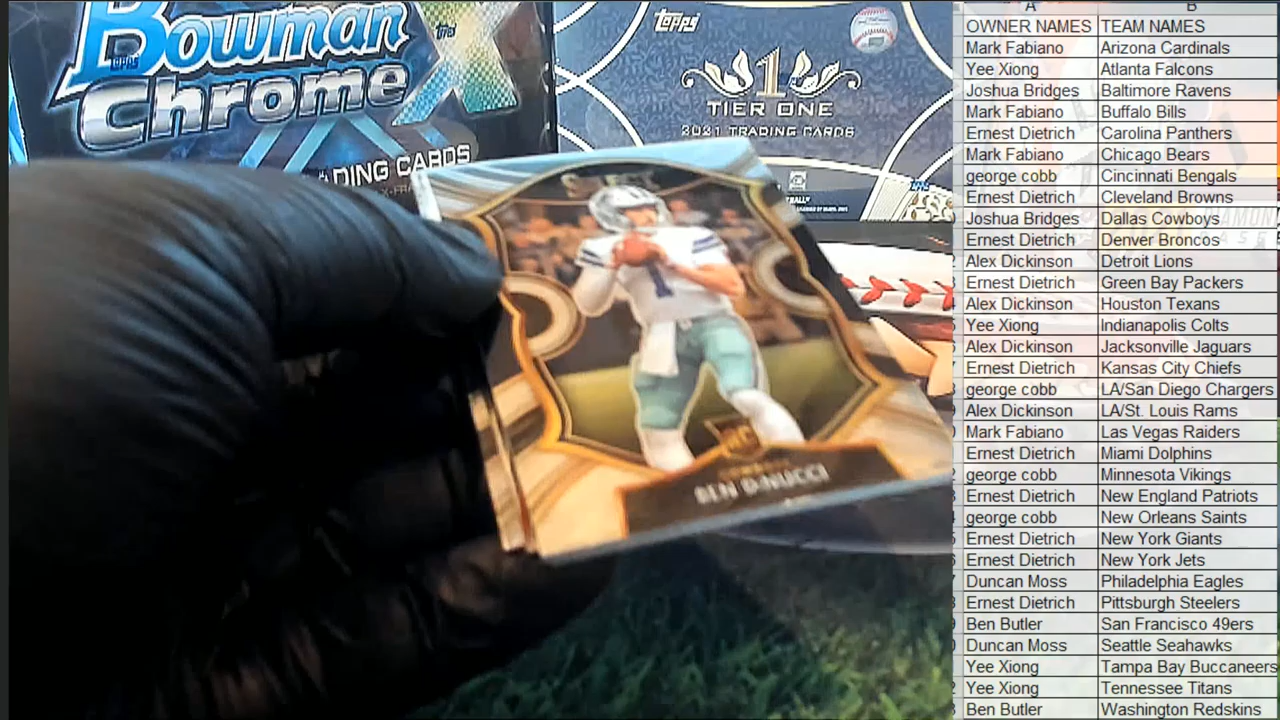 Bowman
Topps
Topps
Chrome
X
TRADING CARDS
Topps
1
TIER ONE
2021 TRADING CARDS
SELECT
1
RC
BEN DiNUCCI
A B
OWNER NAMES TEAM NAMES
Mark Fabiano Arizona Cardinals
Yee Xiong Atlanta Falcons
Joshua Bridges Baltimore Ravens
Mark Fabiano Buffalo Bills
Ernest Dietrich Carolina Panthers
Mark Fabiano Chicago Bears
george cobb Cincinnati Bengals
Ernest Dietrich Cleveland Browns
Joshua Bridges Dallas Cowboys
Ernest Dietrich Denver Broncos
Alex Dickinson Detroit Lions
Ernest Dietrich Green Bay Packers
Alex Dickinson Houston Texans
Yee Xiong Indianapolis Colts
Alex Dickinson Jacksonville Jaguars
Ernest Dietrich Kansas City Chiefs
george cobb LA/San Diego Chargers
Alex Dickinson LA/St. Louis Rams
Mark Fabiano Las Vegas Raiders
Ernest Dietrich Miami Dolphins
george cobb Minnesota Vikings
Ernest Dietrich New England Patriots
george cobb New Orleans Saints
Ernest Dietrich New York Giants
Ernest Dietrich New York Jets
Duncan Moss Philadelphia Eagles
Ernest Dietrich Pittsburgh Steelers
Ben Butler San Francisco 49ers
Duncan Moss Seattle Seahawks
Yee Xiong Tampa Bay Buccaneers
Yee Xiong Tennessee Titans
Ben Butler Washington Redskins